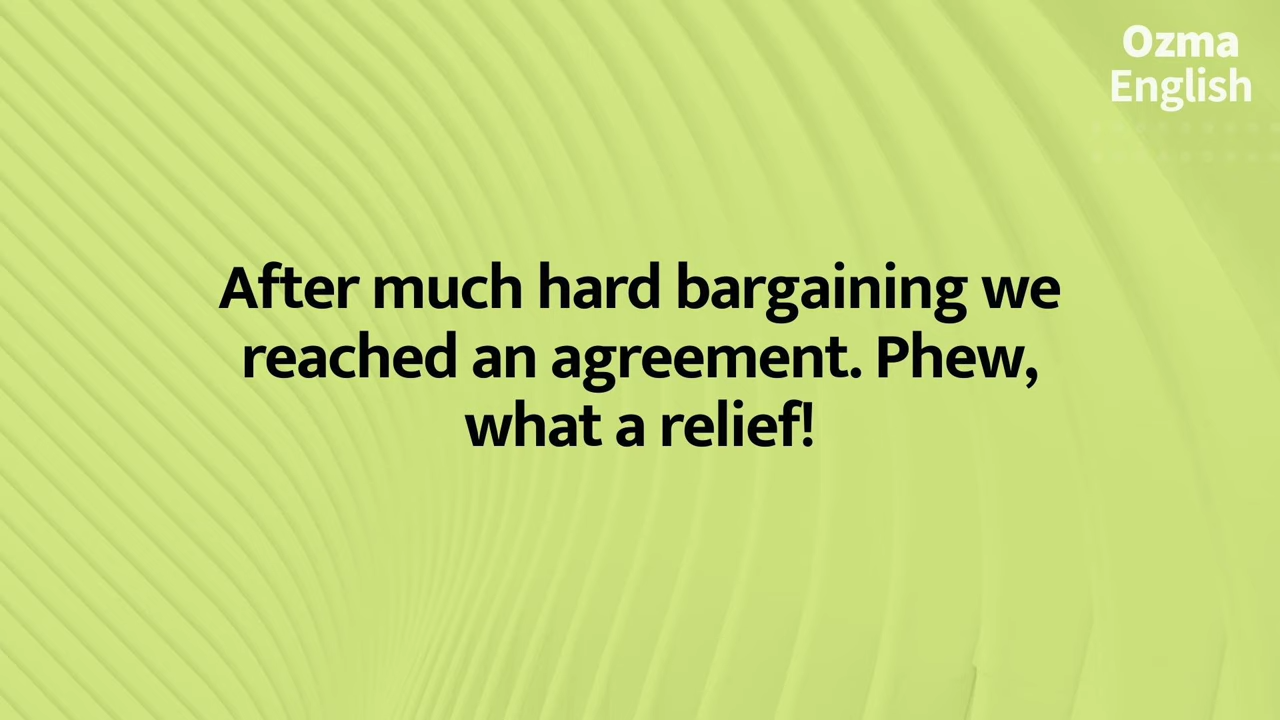 Ozma
English
After much hard bargaining we
reached an agreement. Phew,
what a relief!